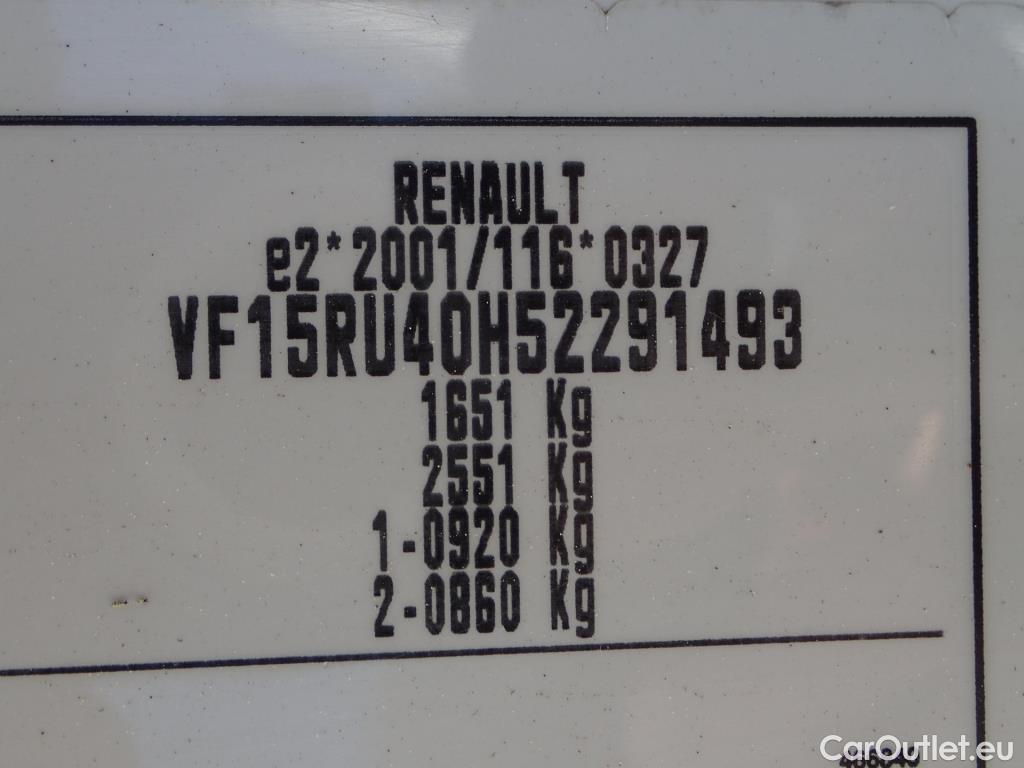 RENAULT
e2*2001/116*0327
VF15RU40H52291493
1651 Kg
2551 Kg
1-0920 Kg
2-0860 Kg
CarOutlet.eu